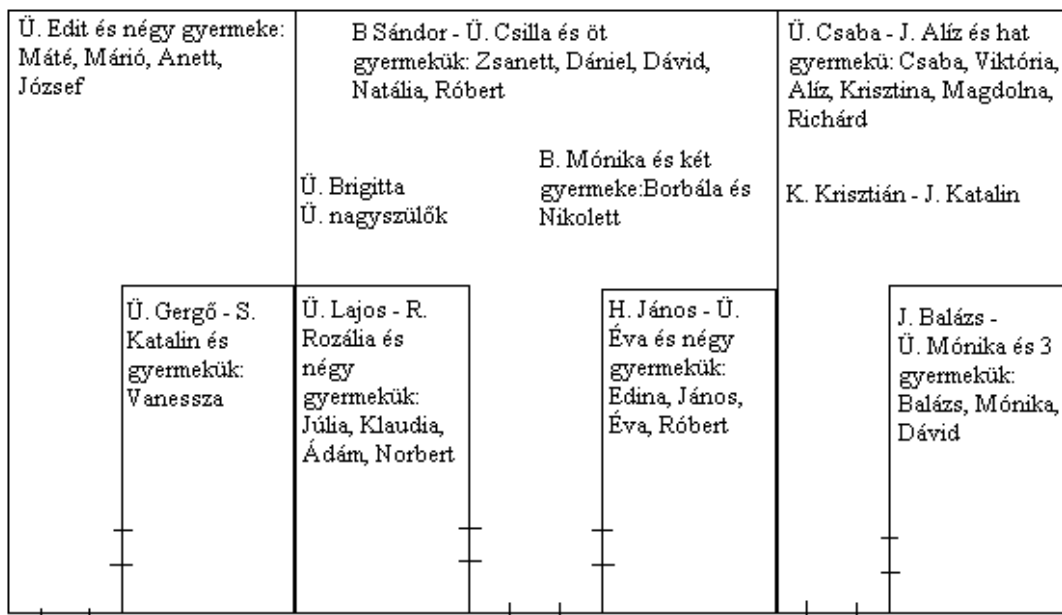 Ü. Edit és négy gyermeke:
Máté, Márió, Anett,
József
B Sándor - Ü. Csilla és öt
gyermekük: Zsanett, Dániel, Dávid,
Natália, Róbert
Ü. Csaba - J. Alíz és hat
gyermekü: Csaba, Viktória,
Alíz, Krisztina, Magdolna,
Richárd
Ü. Brigitta
Ü. nagyszülők
B. Mónika és két
gyermeke:Borbála és
Nikolett
K. Krisztián - J. Katalin
Ü. Gergő - S.
Katalin és
gyermekük:
Vanessza
Ü. Lajos - R.
Rozália és
négy
gyermekük:
Júlia, Klaudia,
Ádám, Norbert
H. János - Ü.
Éva és négy
gyermekük:
Edina, János,
Éva, Róbert
J. Balázs -
Ü. Mónika és 3
gyermekük:
Balázs, Mónika,
Dávid